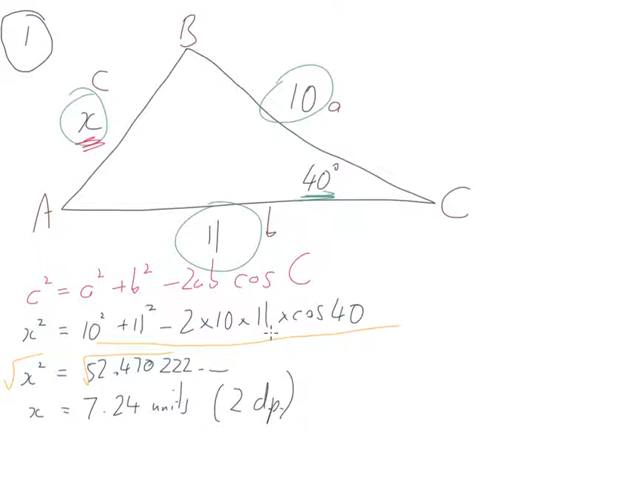 1
B
c
x
10 a
40°
A
C
11 b
c² = a² + b² - 2ab cos C
x² = 10² + 11² - 2 × 10 × 11 × cos 40
√x² = √52.470222...
x = 7.24 units (2 dp.)